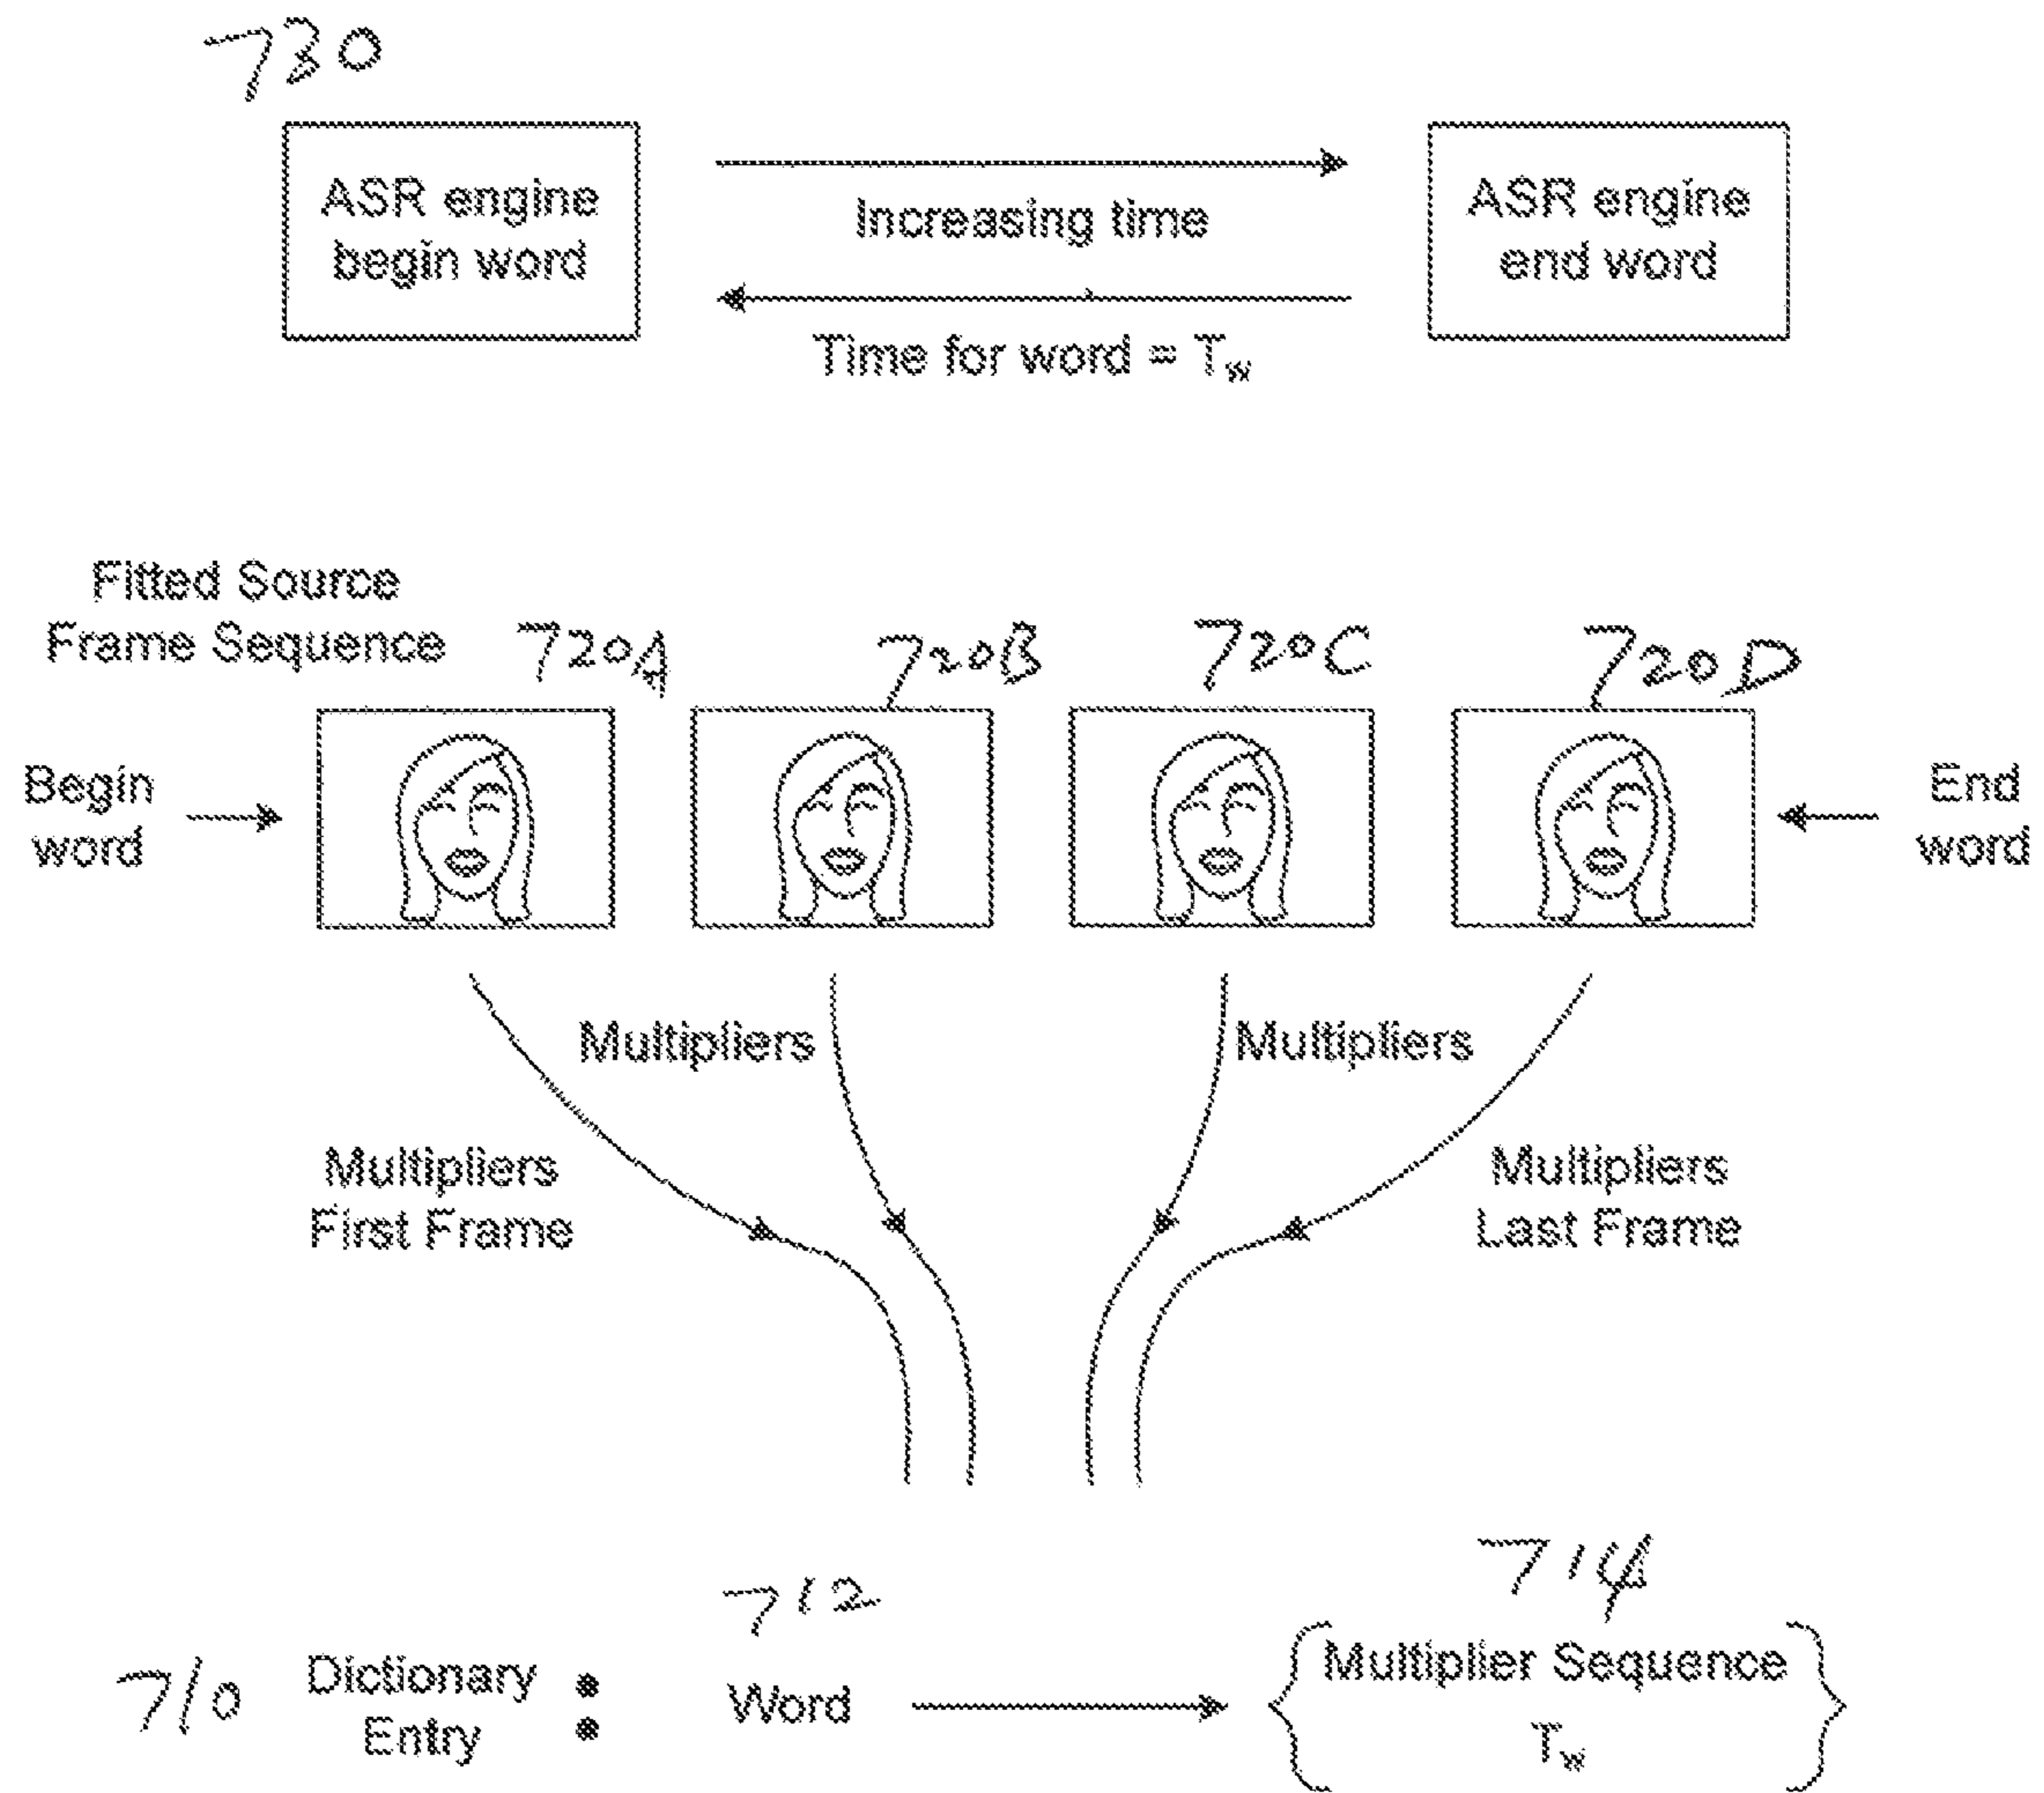 730
ASR engine
begin word
Increasing time
Time for word = Tw
ASR engine
end word
Fitted Source
Frame Sequence
720A
720B
720C
720D
Begin
word
End
word
Multipliers
Multipliers
Multipliers
First Frame
Multipliers
Last Frame
710
Dictionary
Entry
:
712
Word
714
{Multiplier Sequence
Tw}